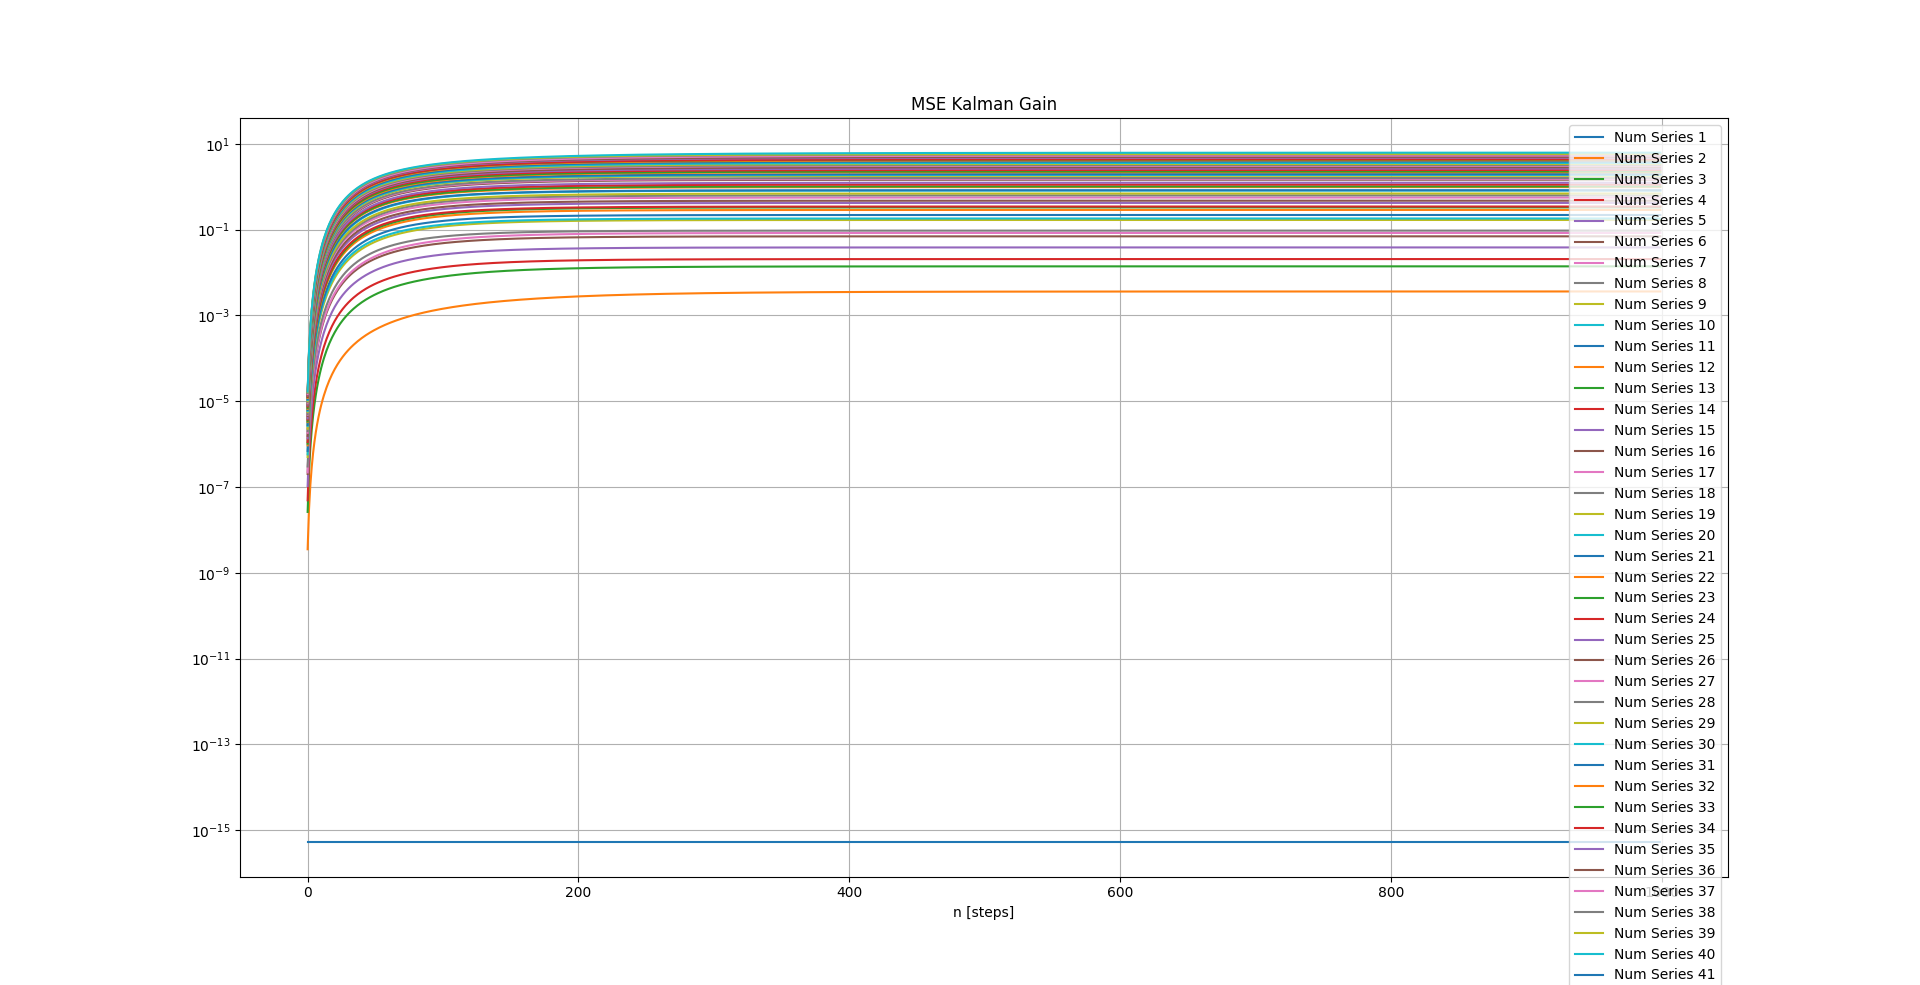 MSE Kalman Gain
10¹
10⁻¹
10⁻³
10⁻⁵
10⁻⁷
10⁻⁹
10⁻¹¹
10⁻¹³
10⁻¹⁵
0 200 400 600 800
n [steps]
Num Series 1
Num Series 2
Num Series 3
Num Series 4
Num Series 5
Num Series 6
Num Series 7
Num Series 8
Num Series 9
Num Series 10
Num Series 11
Num Series 12
Num Series 13
Num Series 14
Num Series 15
Num Series 16
Num Series 17
Num Series 18
Num Series 19
Num Series 20
Num Series 21
Num Series 22
Num Series 23
Num Series 24
Num Series 25
Num Series 26
Num Series 27
Num Series 28
Num Series 29
Num Series 30
Num Series 31
Num Series 32
Num Series 33
Num Series 34
Num Series 35
Num Series 36
Num Series 37
Num Series 38
Num Series 39
Num Series 40
Num Series 41